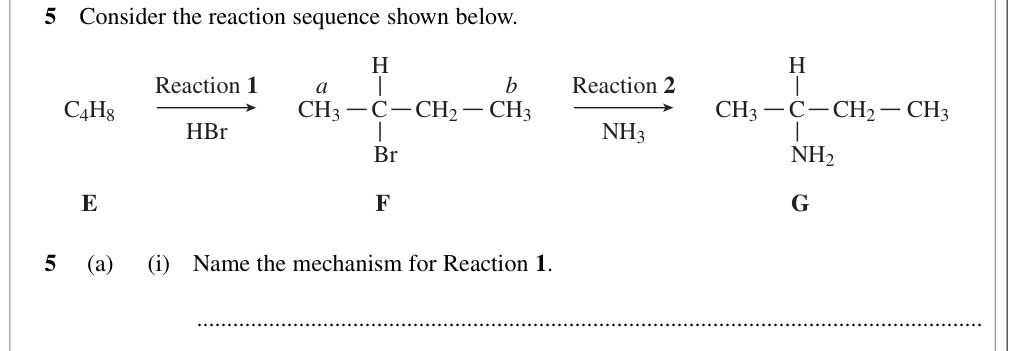 5 Consider the reaction sequence shown below.
H H
Reaction 1 a b Reaction 2
C₄H₈ CH₃ — C — CH₂ — CH₃ CH₃ — C — CH₂ — CH₃
HBr NH₃
Br NH₂
E F G
5 (a) (i) Name the mechanism for Reaction 1.